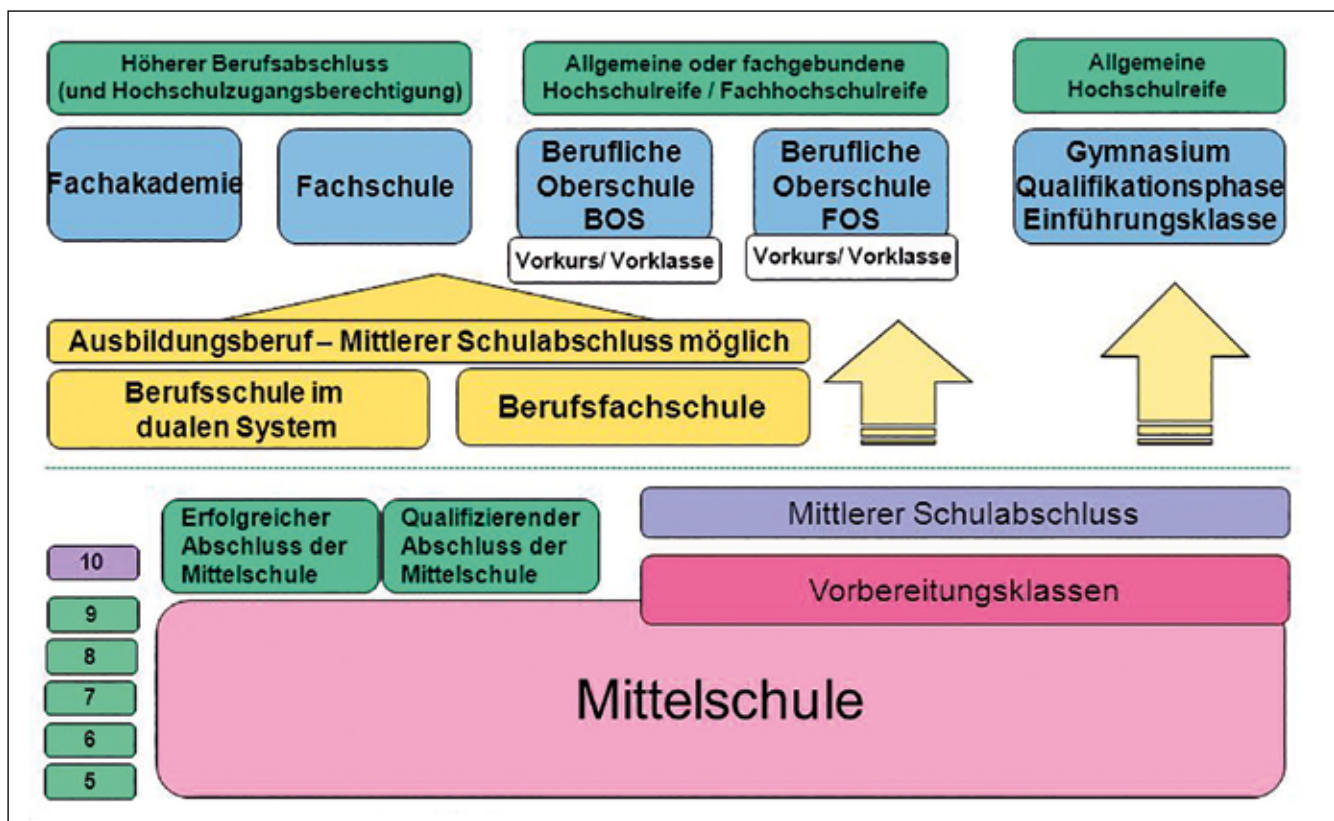 Höherer Berufsabschluss
(und Hochschulzugangsberechtigung)
Allgemeine oder fachgebundene
Hochschulreife / Fachhochschulreife
Allgemeine
Hochschulreife
Fachakademie
Fachschule
Berufliche
Oberschule
BOS
Vorkurs/ Vorklasse
Berufliche
Oberschule
FOS
Vorkurs/ Vorklasse
Gymnasium
Qualifikationsphase
Einführungsklasse
Ausbildungsberuf – Mittlerer Schulabschluss möglich
Berufsschule im
dualen System
Berufsfachschule
Erfolgreicher
Abschluss der
Mittelschule
Qualifizierender
Abschluss der
Mittelschule
Mittlerer Schulabschluss
Vorbereitungsklassen
10
9
8
7
6
5
Mittelschule